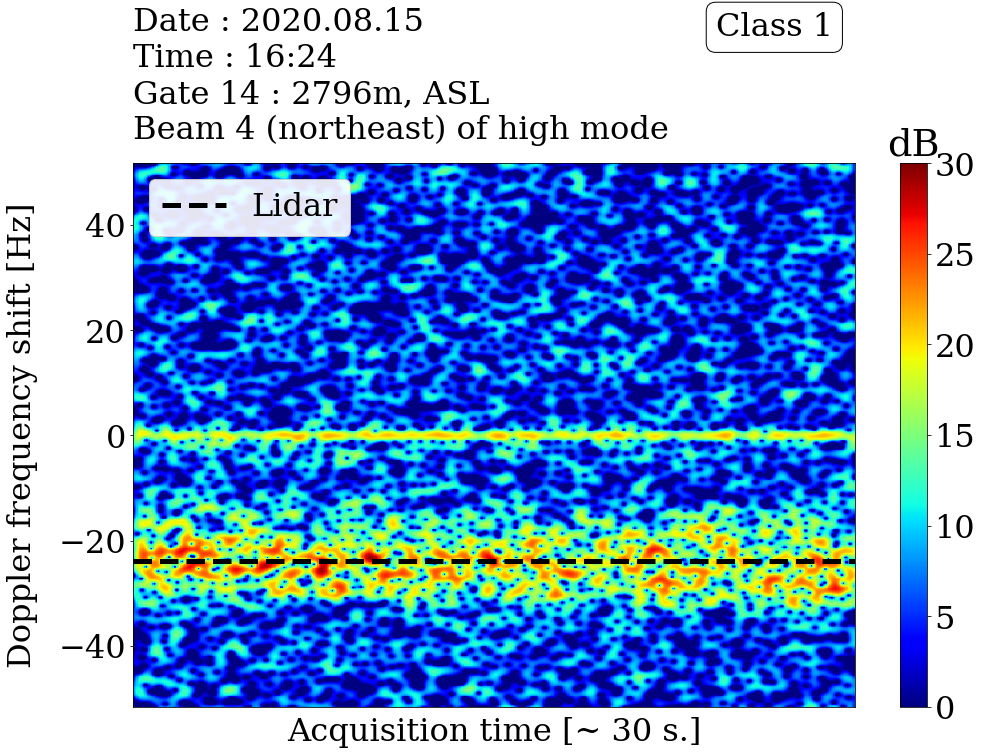 Date : 2020.08.15
Time : 16:24
Gate 14 : 2796m, ASL
Beam 4 (northeast) of high mode
Class 1
dB
Lidar
Doppler frequency shift [Hz]
40
20
0
−20
−40
30
25
20
15
10
5
0
Acquisition time [~ 30 s.]